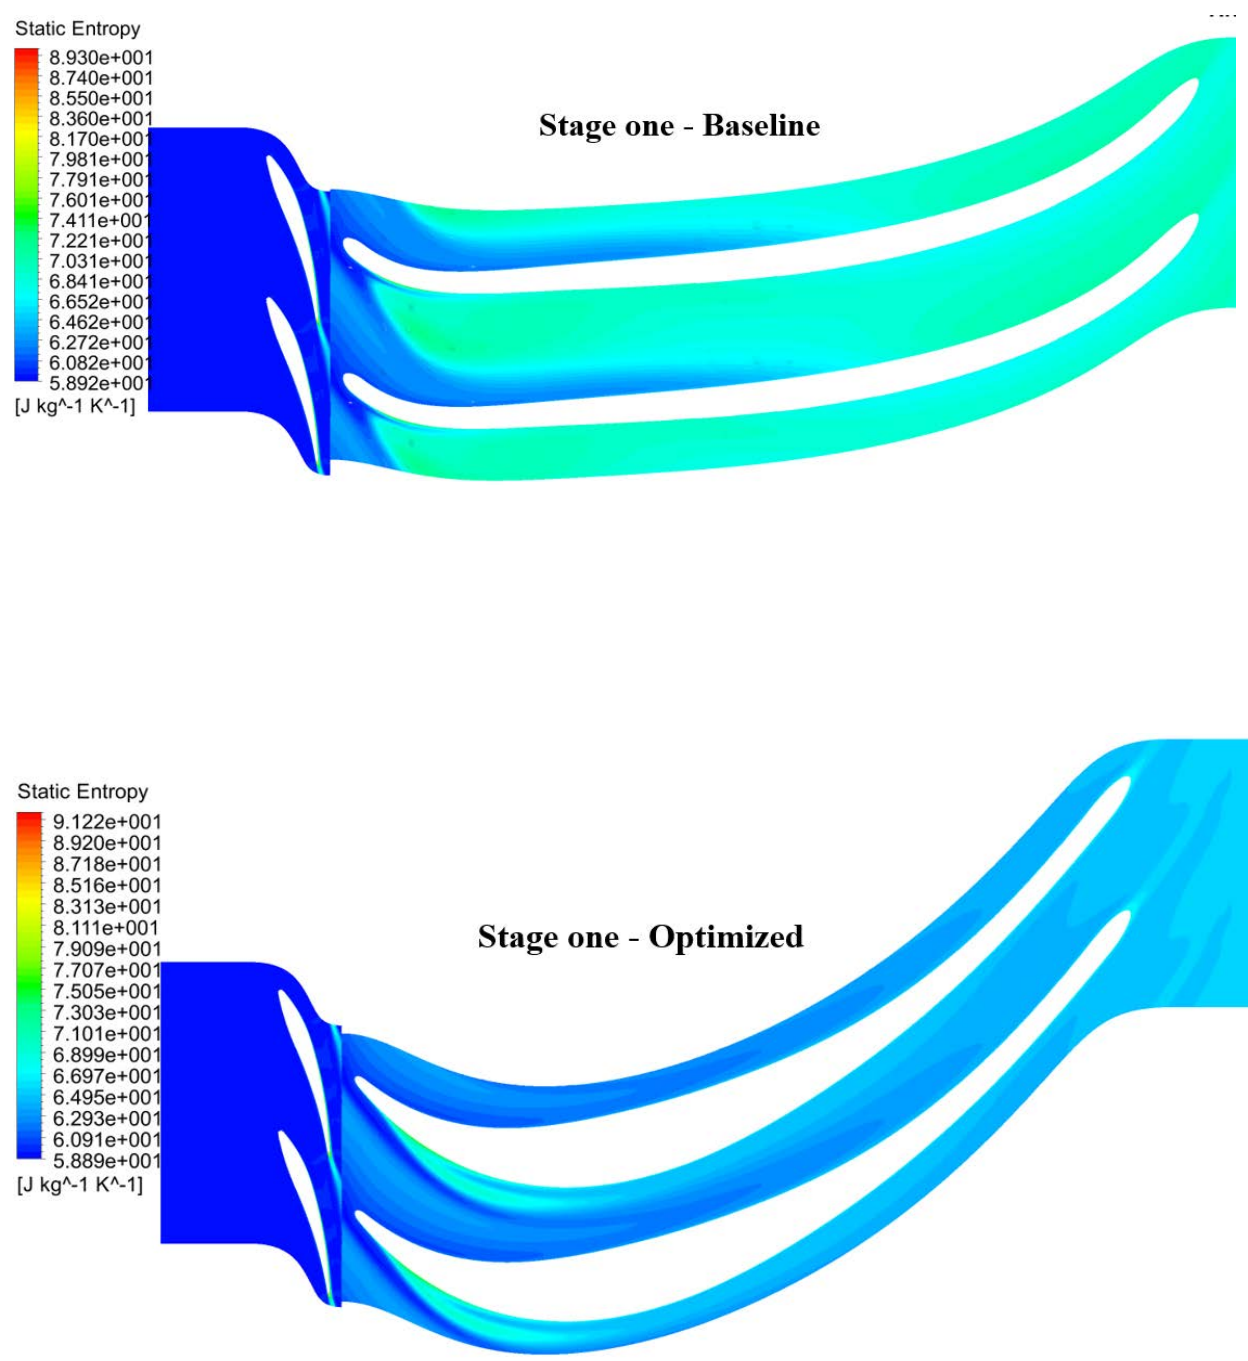 Static Entropy
8.930e+001
8.740e+001
8.550e+001
8.360e+001
8.170e+001
7.981e+001
7.791e+001
7.601e+001
7.411e+001
7.221e+001
7.031e+001
6.841e+001
6.652e+001
6.462e+001
6.272e+001
6.082e+001
5.892e+001
[J kg^-1 K^-1]
Stage one - Baseline
Static Entropy
9.122e+001
8.920e+001
8.718e+001
8.516e+001
8.313e+001
8.111e+001
7.909e+001
7.707e+001
7.505e+001
7.303e+001
7.101e+001
6.899e+001
6.697e+001
6.495e+001
6.293e+001
6.091e+001
5.889e+001
[J kg^-1 K^-1]
Stage one - Optimized